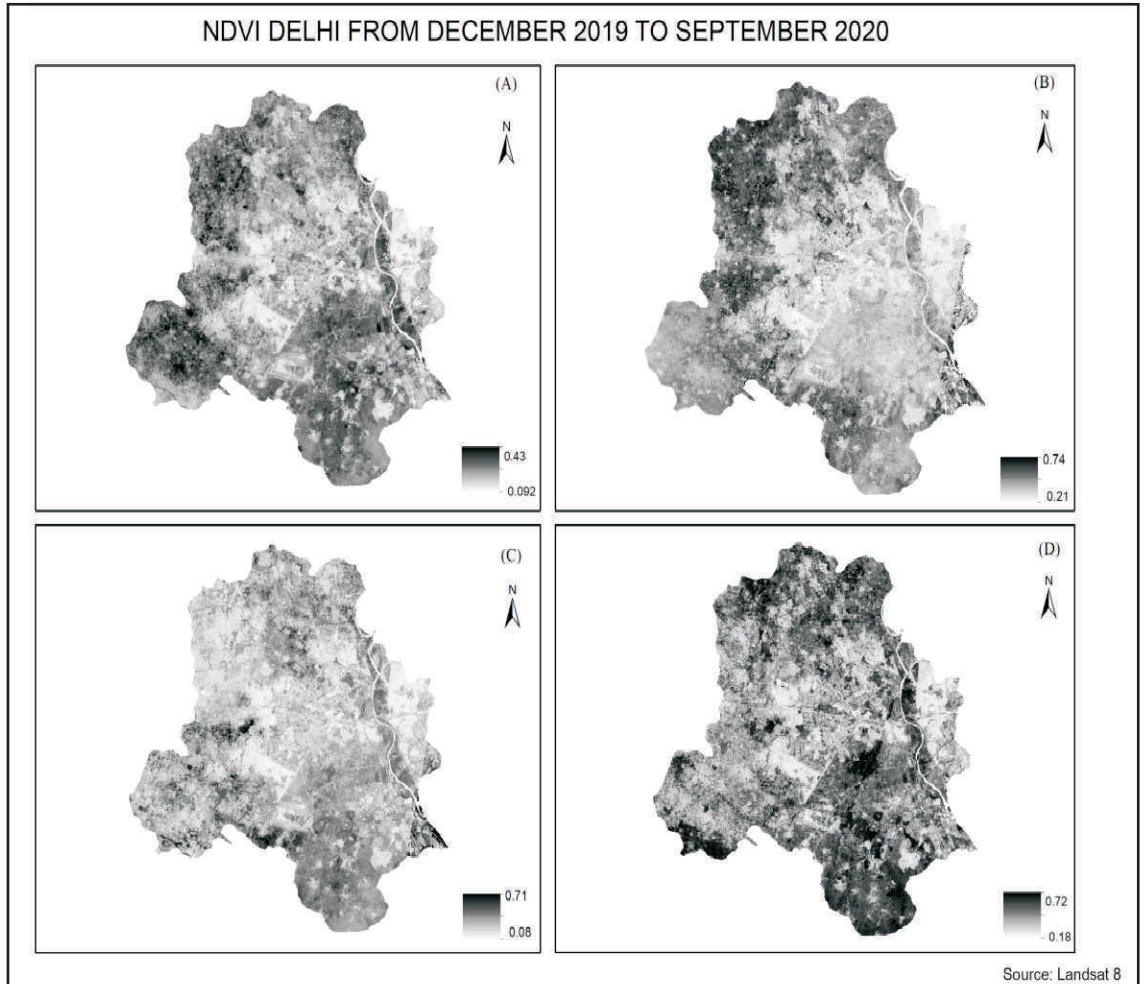 NDVI DELHI FROM DECEMBER 2019 TO SEPTEMBER 2020
(A)
N
0.43
0.092
(B)
N
0.74
0.21
(C)
N
0.71
0.08
(D)
N
0.72
0.18
Source: Landsat 8